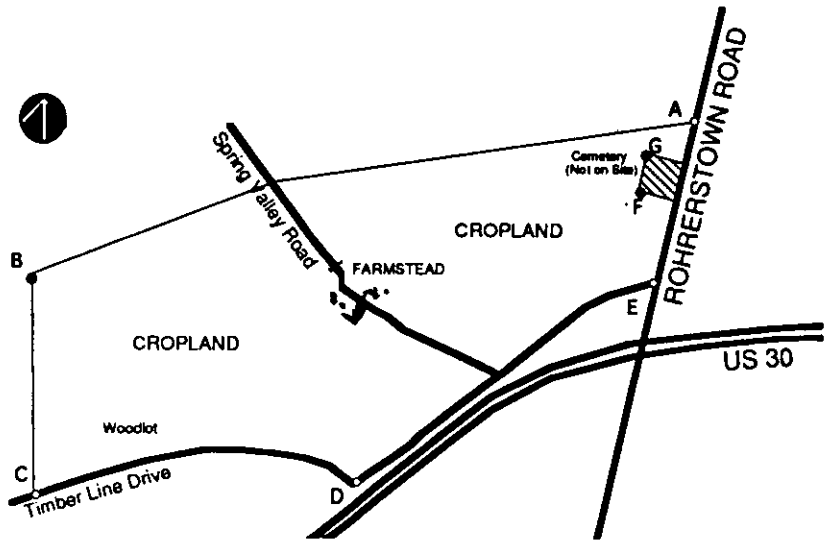 A
ROHRERSTOWN ROAD
G
Cemetery
(Not on Site)
F
Spring Valley Road
CROPLAND
B
FARMSTEAD
E
CROPLAND
US 30
Woodlot
C
Timber Line Drive
D